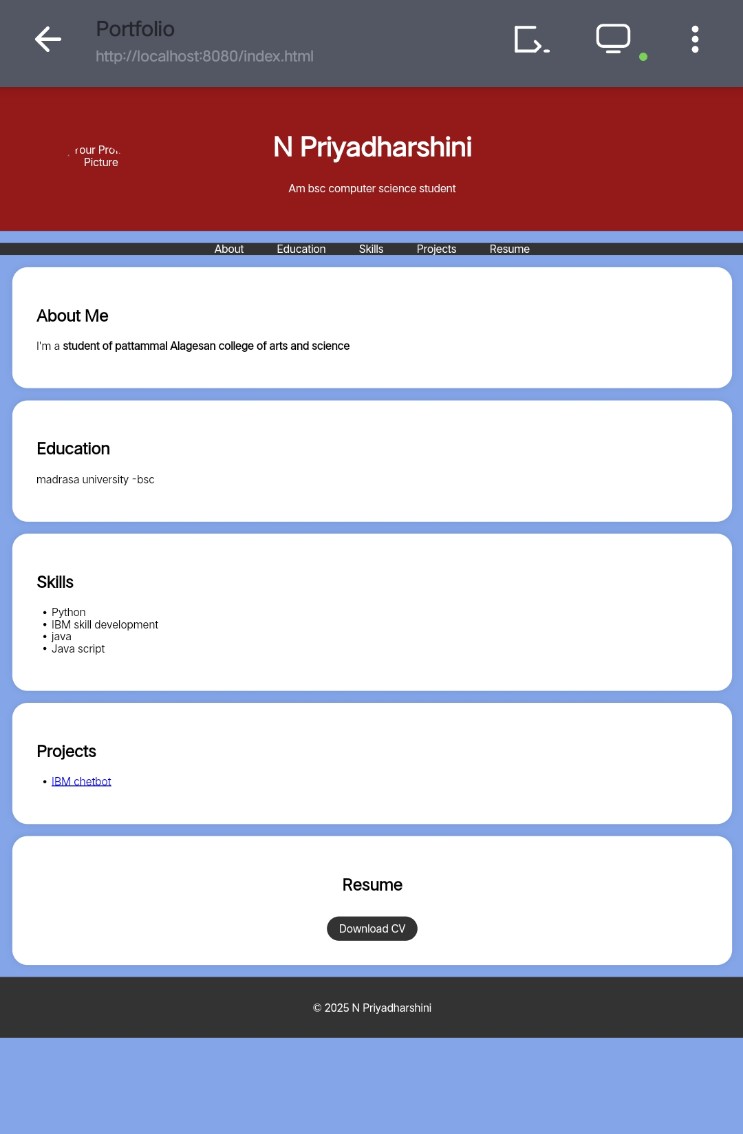 Portfolio
http://localhost:8080/index.html
our
Picture
N Priyadharshini
Am bsc computer science student
About Education Skills Projects Resume
About Me
I'm a student of pattammal Alagesan college of arts and science
Education
madrasa university -bsc
Skills
• Python
• IBM skill development
• java
• Java script
Projects
• IBM chetbot
Resume
Download CV
© 2025 N Priyadharshini